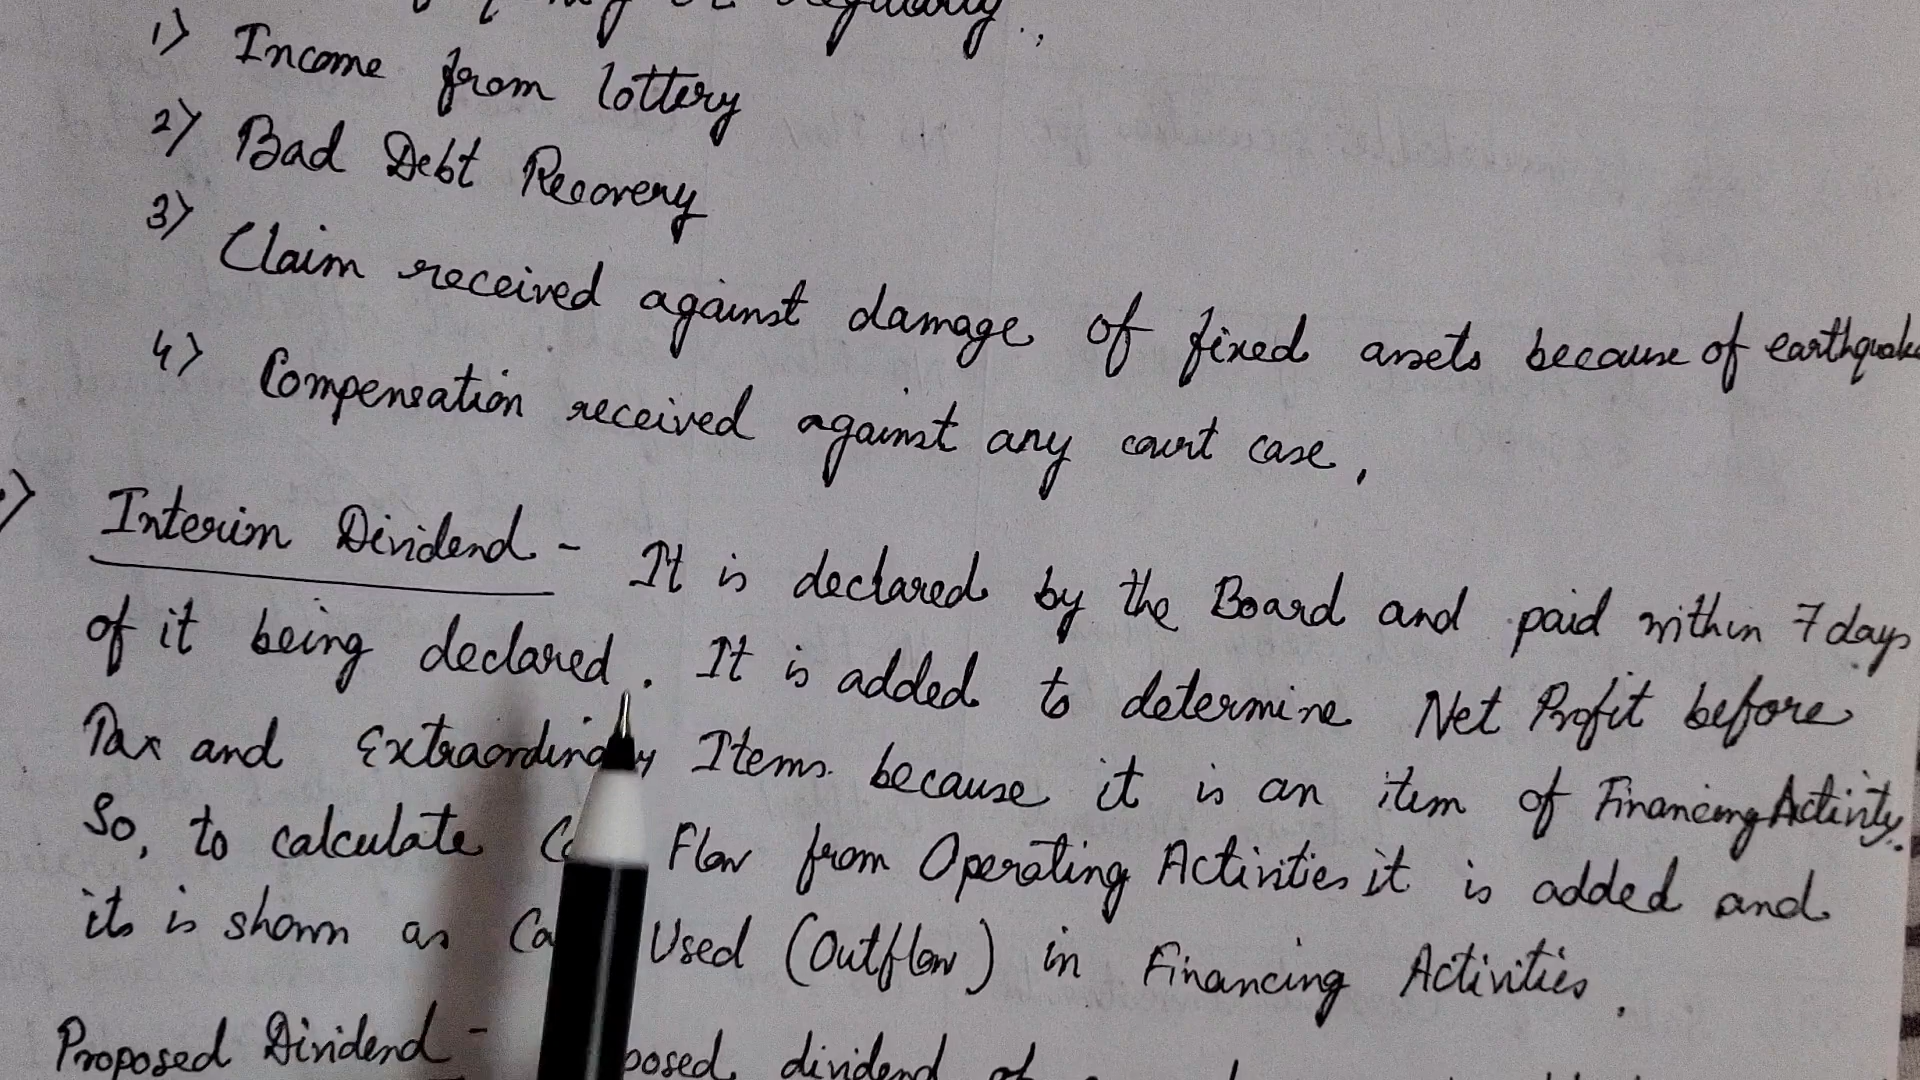 regularly.,
1) Income from lottery
2) Bad Debt Recovery
3) Claim received against damage of fixed assets because of earthquake
4) Compensation received against any court case,
Interim Dividend - It is declared by the Board and paid within 7 days
of it being declared. It is added to determine Net Profit before
Tax and Extraordinary Items because it is an item of Financing Activity.
So, to calculate Flow from Operating Activities it is added and
its is shown as Used (Outflow) in Financing Activities.
Proposed Dividend - dividend of